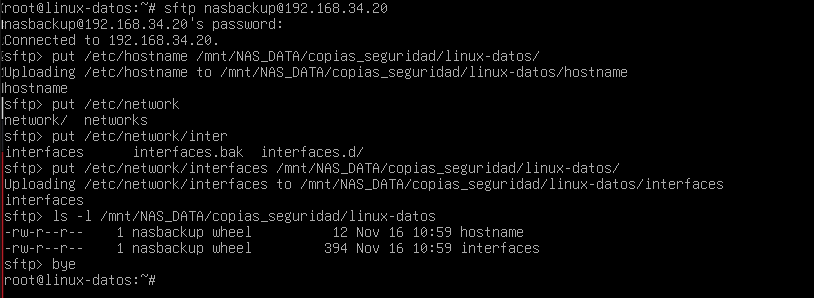 root@linux-datos:~# sftp nasbackup@192.168.34.20
nasbackup@192.168.34.20's password:
Connected to 192.168.34.20.
sftp> put /etc/hostname /mnt/NAS_DATA/copias_seguridad/linux-datos/
Uploading /etc/hostname to /mnt/NAS_DATA/copias_seguridad/linux-datos/hostname
hostname
sftp> put /etc/network
network/  networks
sftp> put /etc/network/inter
interfaces      interfaces.bak  interfaces.d/
sftp> put /etc/network/interfaces /mnt/NAS_DATA/copias_seguridad/linux-datos/
Uploading /etc/network/interfaces to /mnt/NAS_DATA/copias_seguridad/linux-datos/interfaces
interfaces
sftp> ls -l /mnt/NAS_DATA/copias_seguridad/linux-datos
-rw-r--r--    1 nasbackup wheel          12 Nov 16 10:59 hostname
-rw-r--r--    1 nasbackup wheel         394 Nov 16 10:59 interfaces
sftp> bye
root@linux-datos:~#